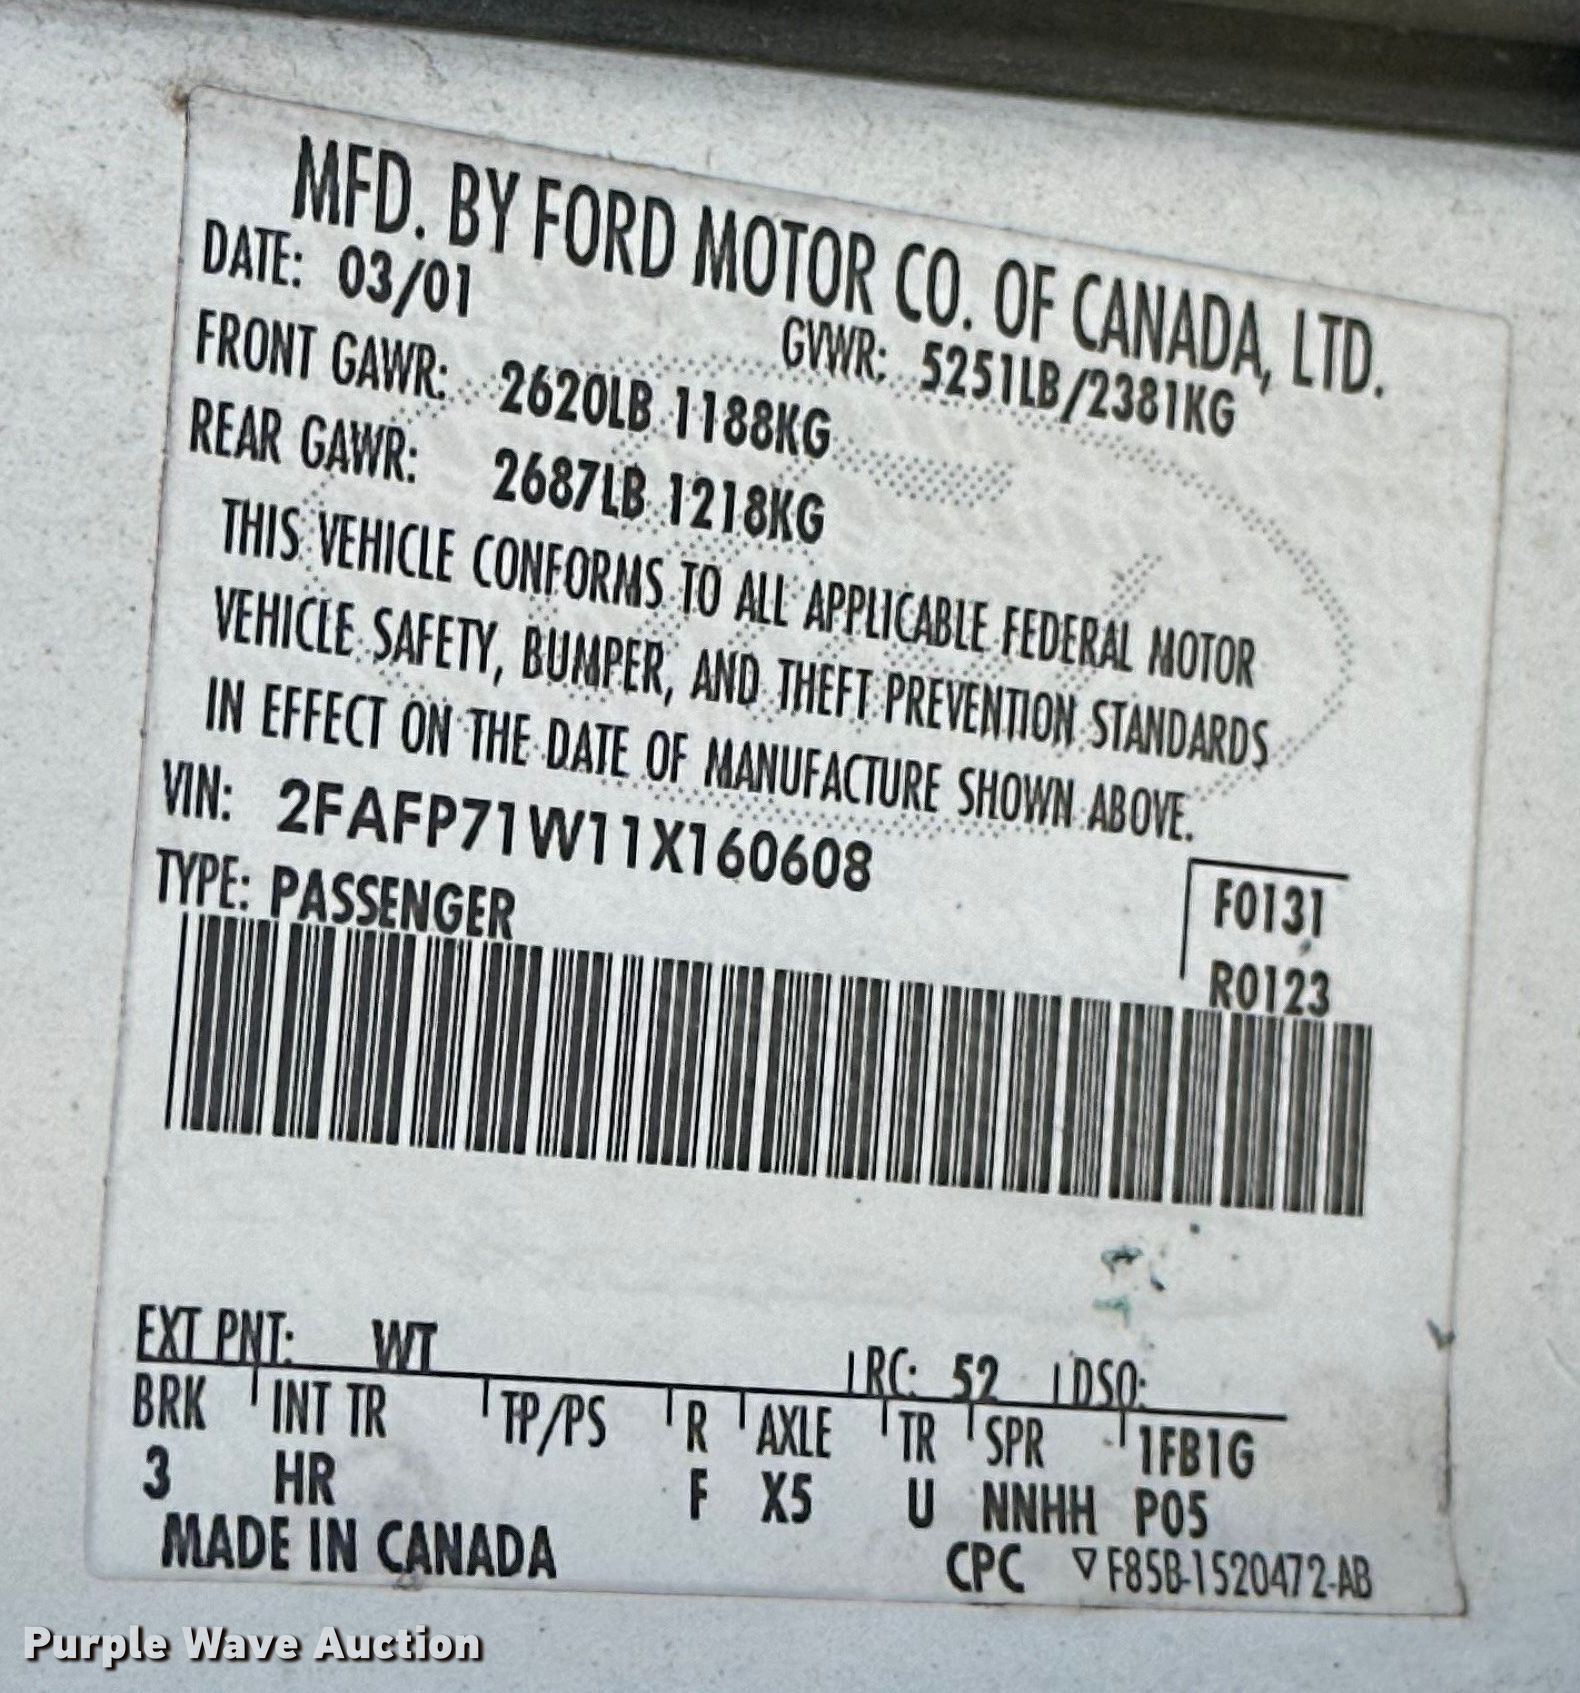 MFD. BY FORD MOTOR CO. OF CANADA, LTD.
DATE: 03/01 GVWR: 5251LB/2381KG
FRONT GAWR: 2620LB 1188KG
REAR GAWR: 2687LB 1218KG
THIS VEHICLE CONFORMS TO ALL APPLICABLE FEDERAL MOTOR
VEHICLE SAFETY, BUMPER, AND THEFT PREVENTION STANDARDS
IN EFFECT ON THE DATE OF MANUFACTURE SHOWN ABOVE.
VIN: 2FAFP71W11X160608
TYPE: PASSENGER
F0131
R0123
EXT PNT: WT RC: 52 DSO:
BRK INT TR TP/PS R AXLE TR SPR 1FB1G
3 HR F X5 U NNHH P05
MADE IN CANADA CPC ▽F85B-1520472-AB
Purple Wave Auction